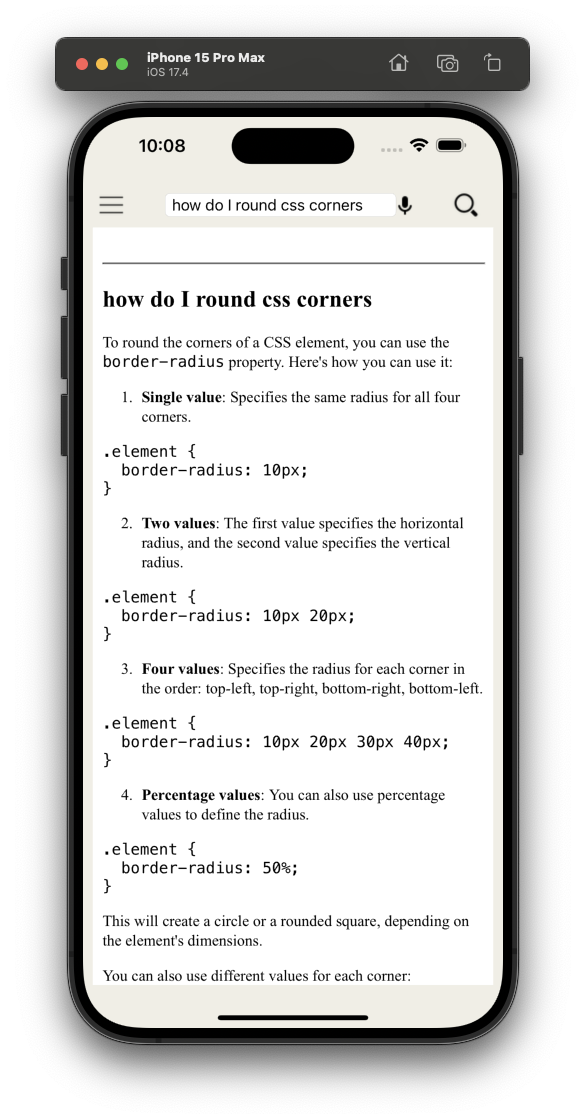 iPhone 15 Pro Max
iOS 17.4
10:08
how do I round css corners
how do I round css corners
To round the corners of a CSS element, you can use the
border-radius property. Here's how you can use it:
1. Single value: Specifies the same radius for all four
corners.
.element {
  border-radius: 10px;
}
2. Two values: The first value specifies the horizontal
radius, and the second value specifies the vertical
radius.
.element {
  border-radius: 10px 20px;
}
3. Four values: Specifies the radius for each corner in
the order: top-left, top-right, bottom-right, bottom-left.
.element {
  border-radius: 10px 20px 30px 40px;
}
4. Percentage values: You can also use percentage
values to define the radius.
.element {
  border-radius: 50%;
}
This will create a circle or a rounded square, depending on
the element's dimensions.
You can also use different values for each corner: